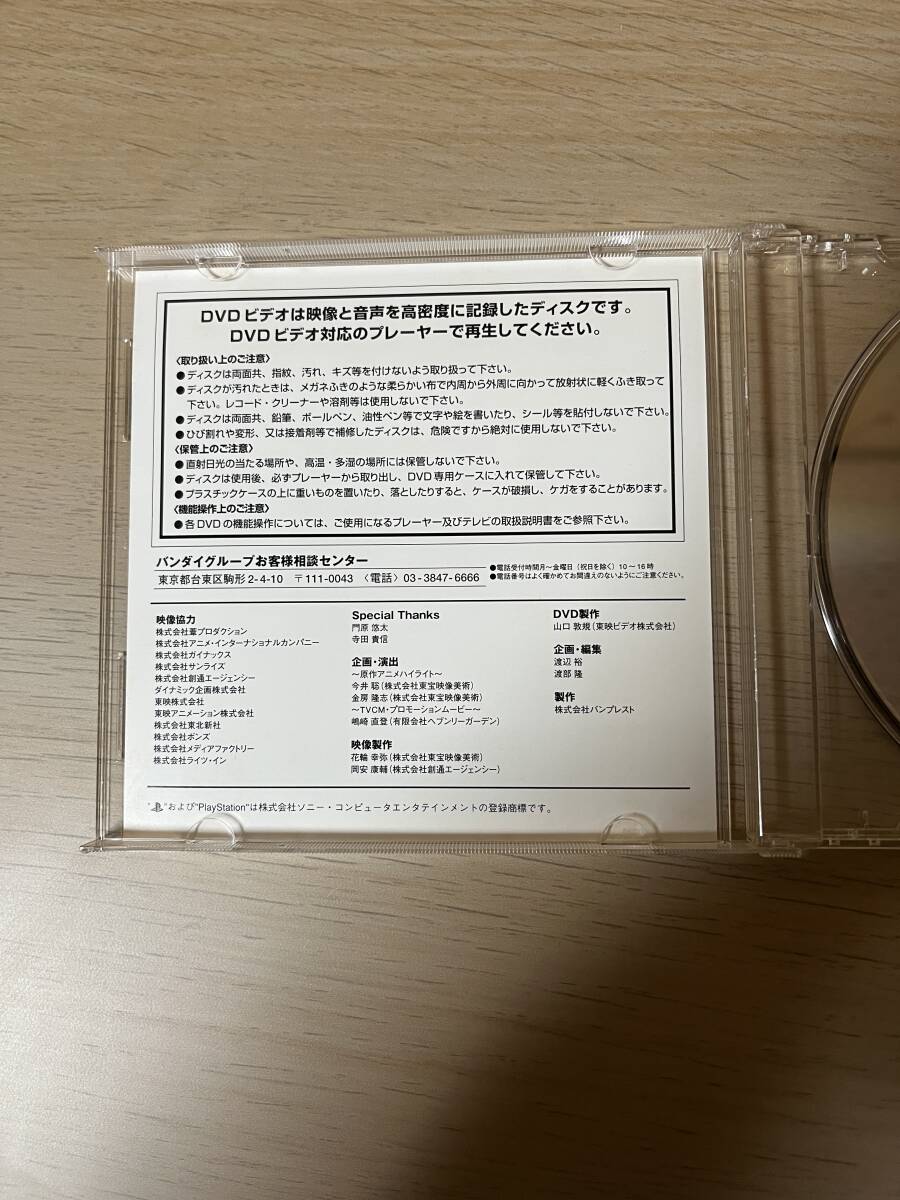 DVDビデオは映像と音声を高密度に記録したディスクです。
DVDビデオ対応のプレーヤーで再生してください。
〈取り扱い上のご注意〉
●ディスクは両面共、指紋、汚れ、キズ等を付けないよう取り扱って下さい。
●ディスクが汚れたときは、メガネふきのような柔らかい布で内周から外周に向かって放射状に軽くふき取って
下さい。レコード・クリーナーや溶剤等は使用しないで下さい。
●ディスクは両面共、鉛筆、ボールペン、油性ペン等で文字や絵を書いたり、シール等を貼付しないで下さい。
●ひび割れや変形、又は接着剤等で補修したディスクは、危険ですから絶対に使用しないで下さい。
〈保管上のご注意〉
●直射日光の当たる場所や、高温・多湿の場所には保管しないで下さい。
●ディスクは使用後、必ずプレーヤーから取り出し、DVD専用ケースに入れて保管して下さい。
●プラスチックケースの上に重いものを置いたり、落としたりすると、ケースが破損し、ケガをすることがあります。
〈機能操作上のご注意〉
●各DVDの機能操作については、ご使用になるプレーヤー及びテレビの取扱説明書をご参照下さい。
バンダイグループお客様相談センター
東京都台東区駒形2-4-10 〒111-0043 〈電話〉03-3847-6666
●電話受付時間月〜金曜日(祝日を除く)10〜16時
●電話番号はよく確かめてお間違えのないようにご注意ください。
映像協力
株式会社葦プロダクション
株式会社アニメ・インターナショナルカンパニー
株式会社ガイナックス
株式会社サンライズ
株式会社創通エージェンシー
ダイナミック企画株式会社
東映株式会社
東映アニメーション株式会社
株式会社東北新社
株式会社ボンズ
株式会社メディアファクトリー
株式会社ライツ・イン
Special Thanks
門原 悠太
寺田 貴信
企画・演出
〜原作アニメハイライト〜
今井 聡(株式会社東宝映像美術)
金房 隆志(株式会社東宝映像美術)
〜TVCM・プロモーションムービー〜
嶋崎 直登(有限会社ヘブンリーガーデン)
映像製作
花輪 幸弥(株式会社東宝映像美術)
岡安 康輔(株式会社創通エージェンシー)
DVD製作
山口 敦規(東映ビデオ株式会社)
企画・編集
渡辺 裕
渡部 隆
製作
株式会社バンプレスト
"PS"および"PlayStation"は株式会社ソニー・コンピュータエンタテインメントの登録商標です。